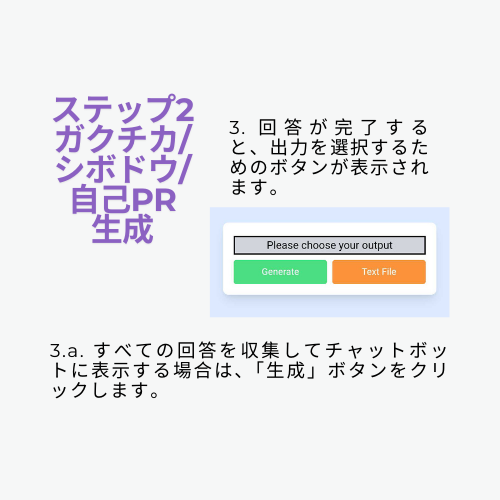 ステップ2
ガクチカ/
シボドウ/
自己PR
生成
3. 回答が完了する
と、出力を選択するた
めのボタンが表示され
ます。
Please choose your output
Generate
Text File
3.a. すべての回答を収集してチャットボッ
トに表示する場合は、「生成」ボタンをクリ
ックします。